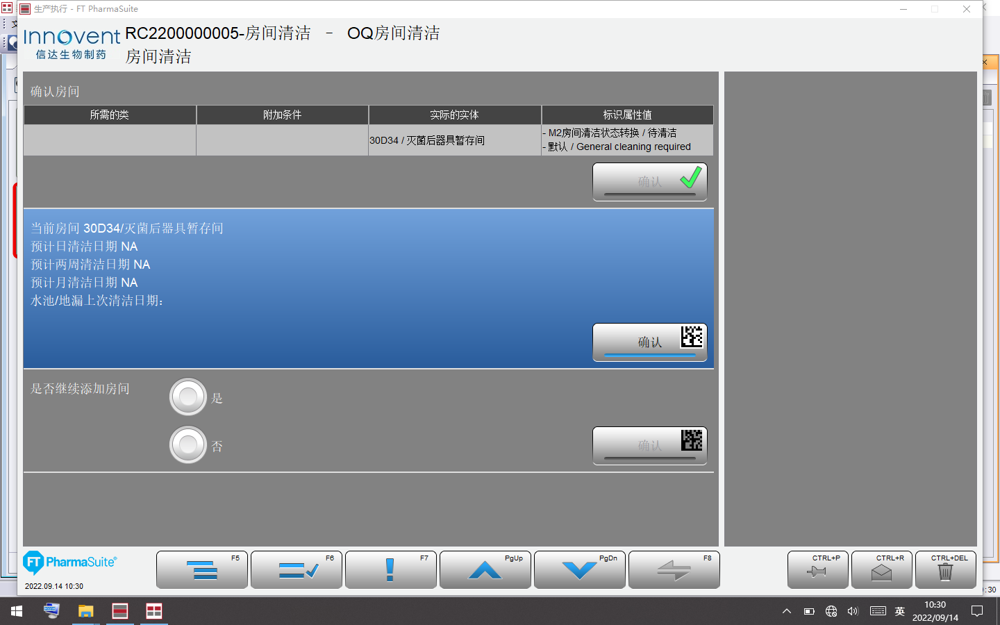 生产执行 - FT PharmaSuite
Innovent
信达生物制药
RC2200000005-房间清洁 - OQ房间清洁
房间清洁
确认房间
所需的类 附加条件 实际的实体 标识属性值
30D34 / 灭菌后器具暂存间
- M2房间清洁状态转换 / 待清洁
- 默认 / General cleaning required
确认
当前房间 30D34/灭菌后器具暂存间
预计日清洁日期 NA
预计两周清洁日期 NA
预计月清洁日期 NA
水池/地漏上次清洁日期:
确认
是否继续添加房间
是
否
确认
FT PharmaSuite®
2022.09.14 10:30
F5 F6 F7 PgUp PgDn F8 CTRL+P CTRL+R CTRL+DEL
:30
英
10:30
2022/09/14